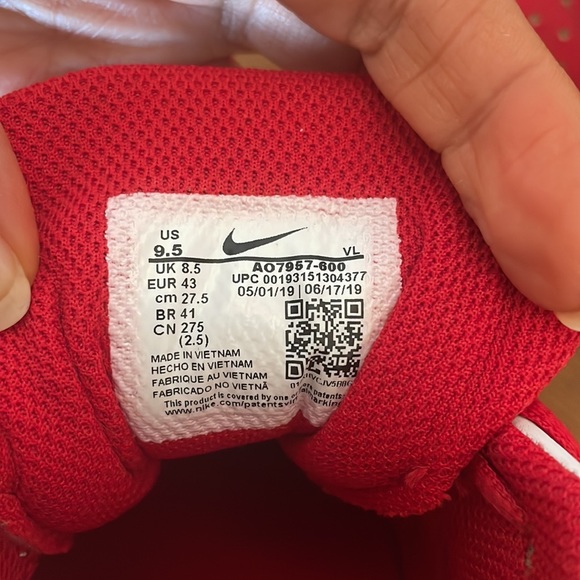 US
9.5
VL
UK 8.5
EUR 43
cm 27.5
BR 41
CN 275
(2.5)
AO7957-600
UPC 00193151304377
05/01/19 | 06/17/19
MADE IN VIETNAM
HECHO EN VIETNAM
FABRIQUE AU VIETNAM
FABRICADO NO VIETNÃ
This product is covered by one patents
www.nike.com/patents